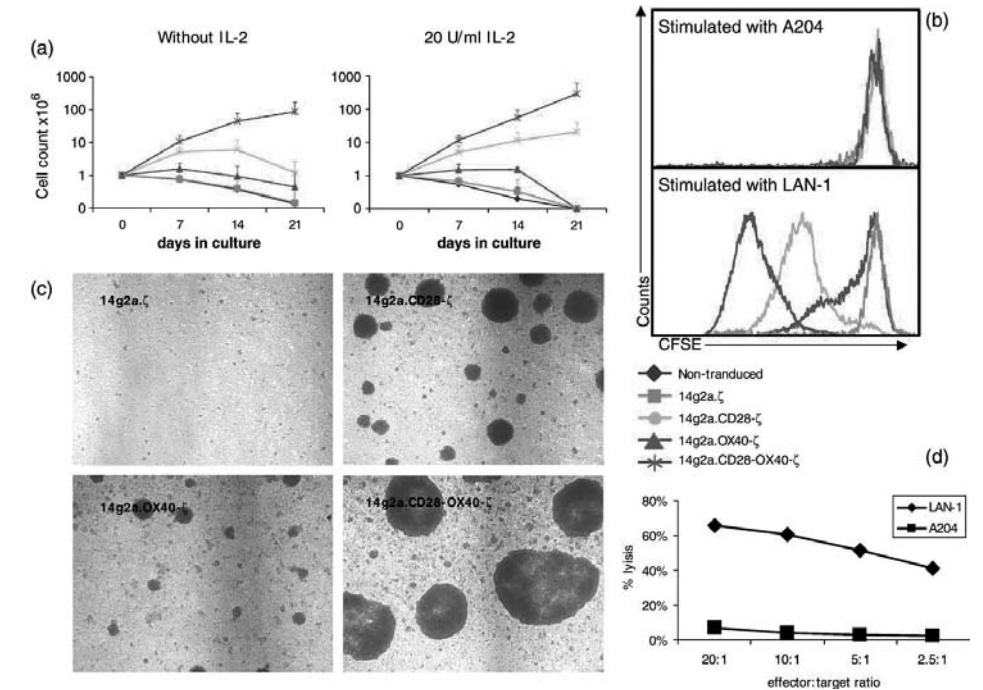 (a)
Without IL-2
20 U/ml IL-2
Cell count x10⁶
1000
100
10
1
0
0 7 14 21
days in culture
1000
100
10
1
0
0 7 14 21
days in culture
(b)
Stimulated with A204
Stimulated with LAN-1
Counts
CFSE
Non-tranduced
14g2a.ζ
14g2a.CD28-ζ
14g2a.OX40-ζ
14g2a.CD28-OX40-ζ
(c)
14g2a.ζ
14g2a.CD28-ζ
14g2a.OX40-ζ
14g2a.CD28-OX40-ζ
(d)
80%
60%
40%
20%
0%
% lyisis
LAN-1
A204
20:1 10:1 5:1 2.5:1
effector:target ratio